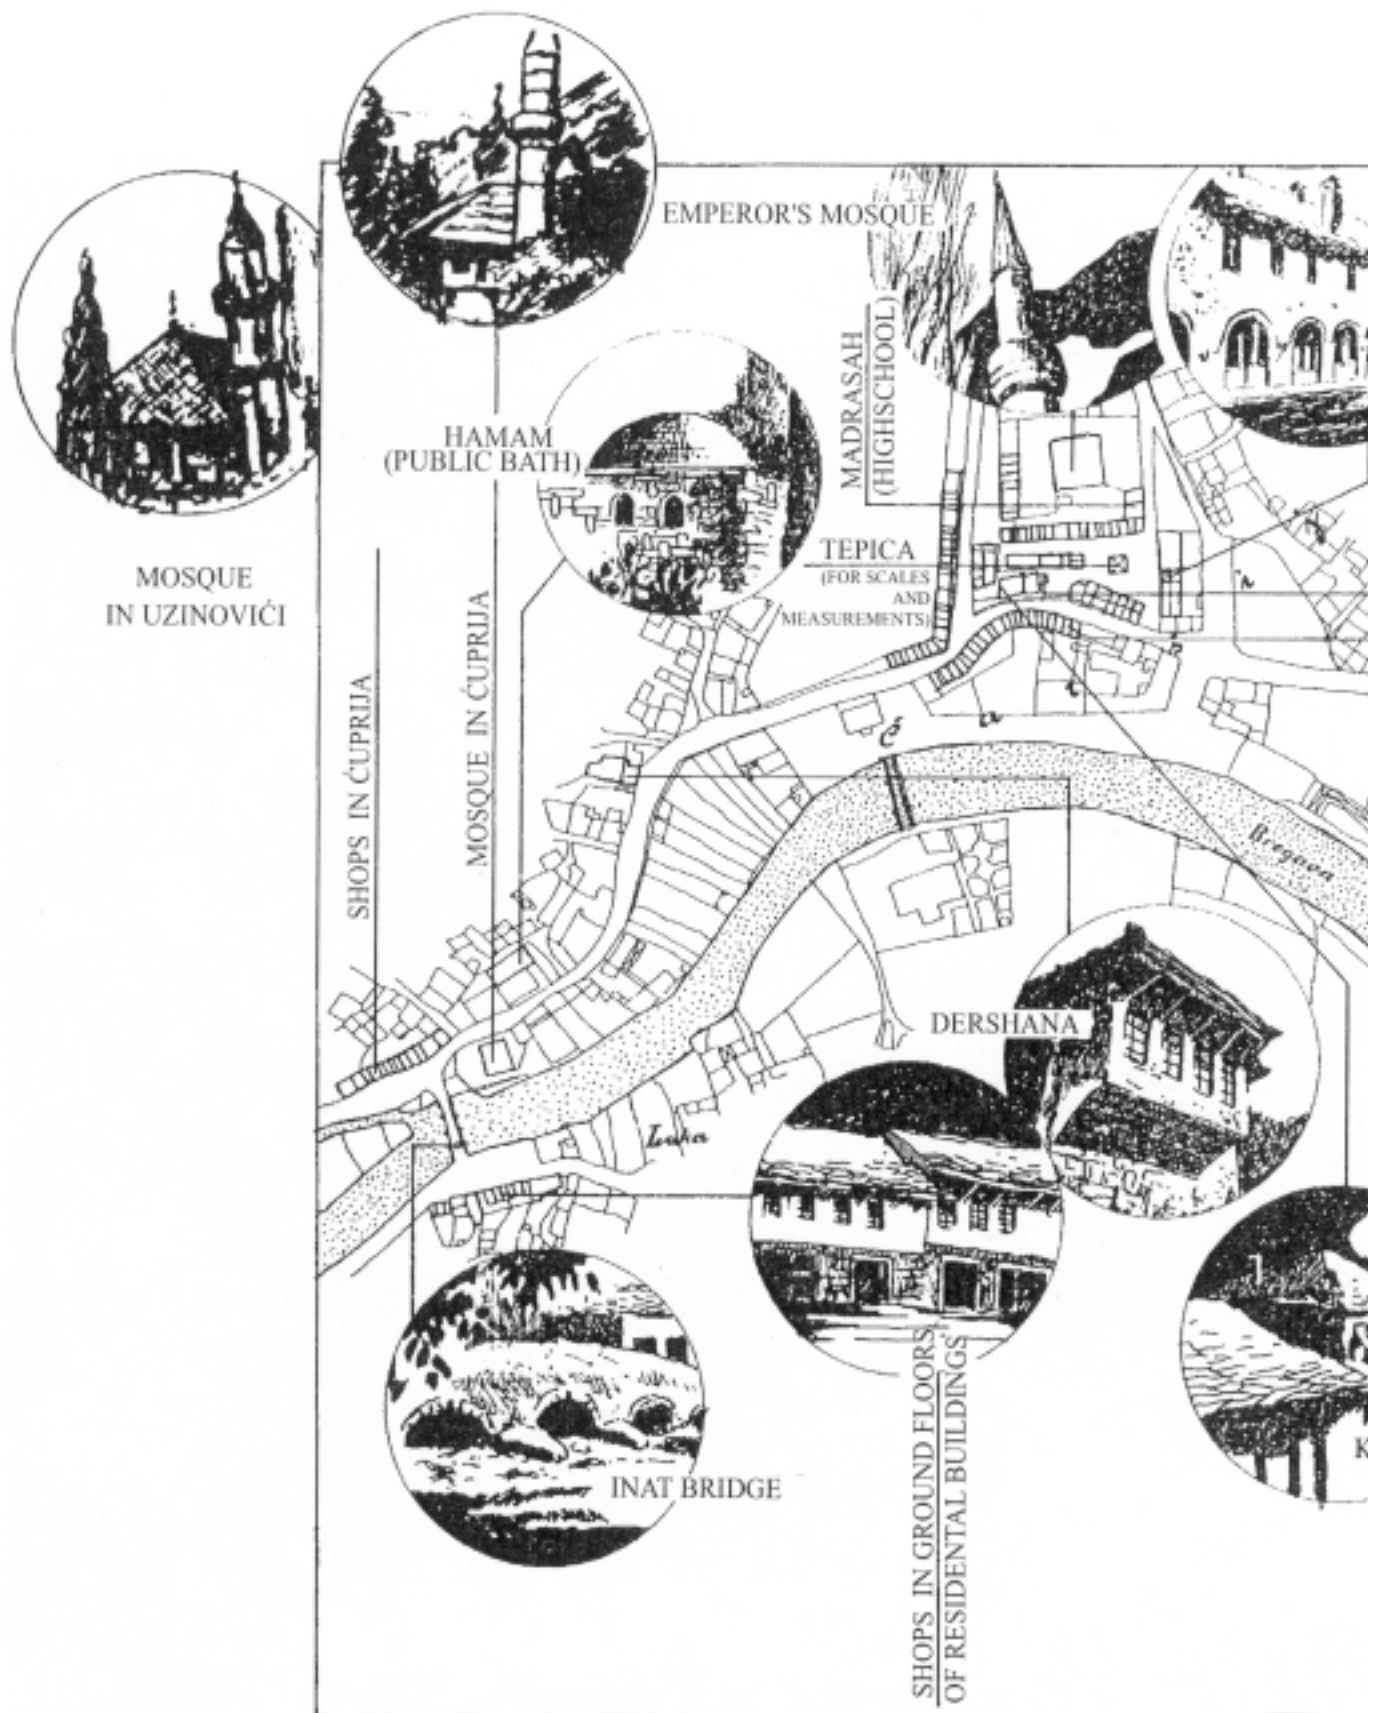 EMPEROR'S MOSQUE
MADRASAH
(HIGHSCHOOL)
HAMAM
(PUBLIC BATH)
TEPICA
(FOR SCALES
AND
MEASUREMENTS)
MOSQUE
IN UZINOVIĆI
SHOPS IN ĆUPRIJA
MOSQUE IN ĆUPRIJA
Bregava
DERSHANA
Luka
INAT BRIDGE
SHOPS IN GROUND FLOORS
OF RESIDENTAL BUILDINGS
K